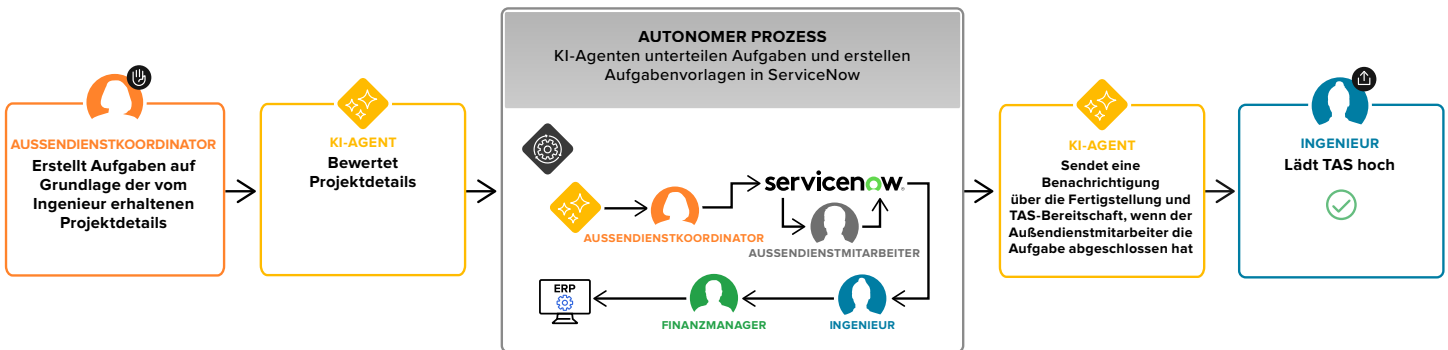 AUSSENDIENSTKOORDINATOR
Erstellt Aufgaben auf
Grundlage der vom
Ingenieur erhaltenen
Projektdetails
KI-AGENT
Bewertet
Projektdetails
AUTONOMER PROZESS
KI-Agenten unterteilen Aufgaben und erstellen
Aufgabenvorlagen in ServiceNow
servicenow.
AUSSENDIENSTKOORDINATOR
AUSSENDIENSTMITARBEITER
ERP
FINANZMANAGER
INGENIEUR
KI-AGENT
Sendet eine
Benachrichtigung
über die Fertigstellung und
TAS-Bereitschaft, wenn der
Außendienstmitarbeiter die
Aufgabe abgeschlossen hat
INGENIEUR
Lädt TAS hoch